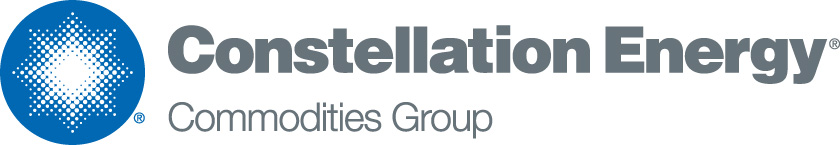 Constellation Energy®
® Commodities Group